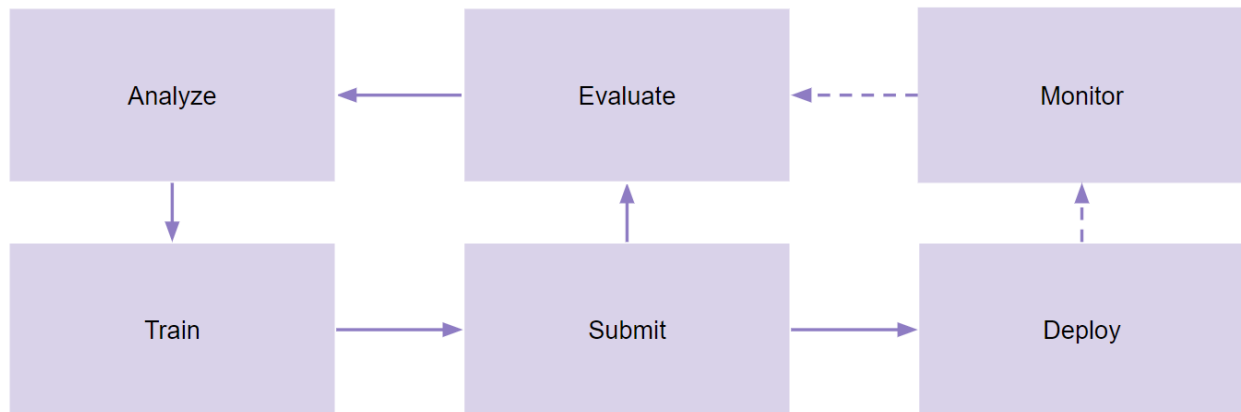 Analyze
Evaluate
Monitor
Train
Submit
Deploy